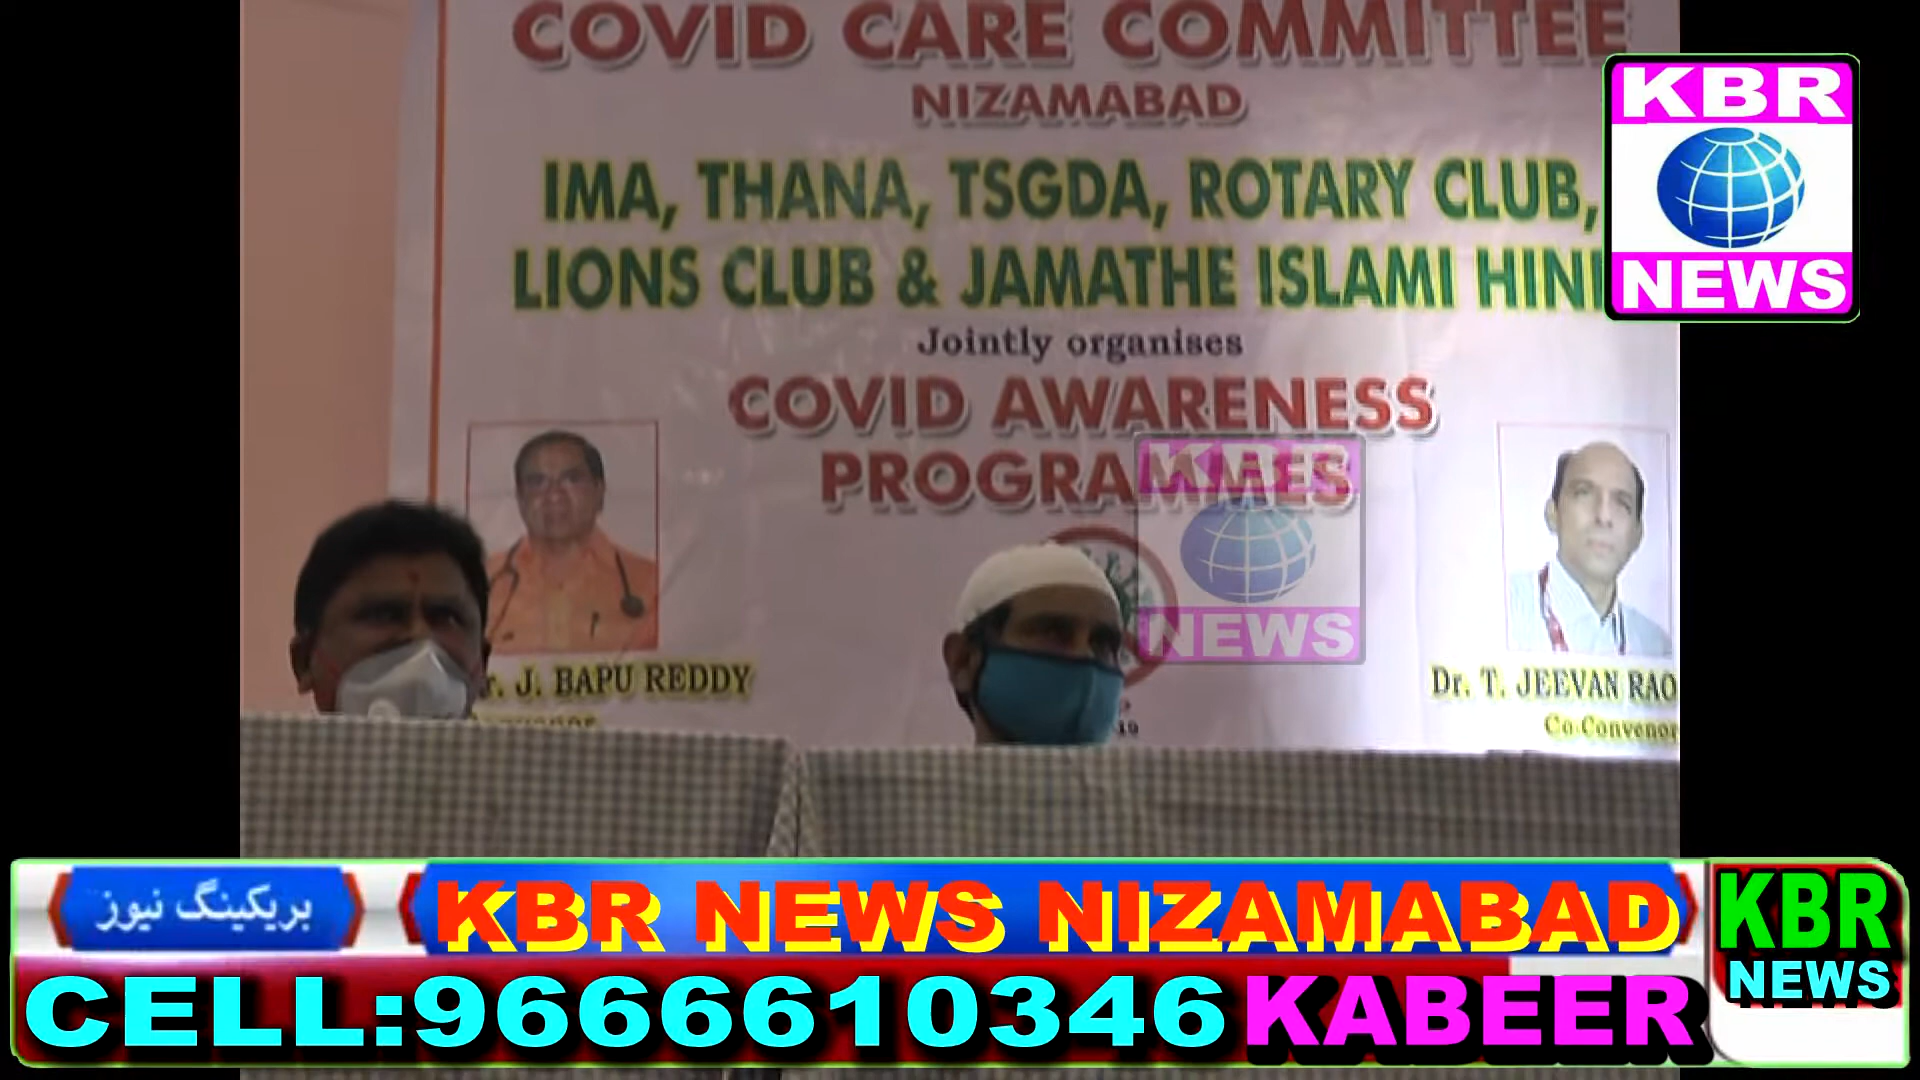 COVID CARE COMMITTEE
NIZAMABAD
KBR
NEWS
IMA, THANA, TSGDA, ROTARY CLUB,
LIONS CLUB & JAMATHE ISLAMI HIN
Jointly organises
COVID AWARENESS
PROGRAMMES
KBR
NEWS
r. J. BAPU REDDY
Dr. T. JEEVAN RAO
Co-Convenor
19
بریکینگ نیوز
KBR NEWS NIZAMABAD
KBR
NEWS
CELL:9666610346 KABEER